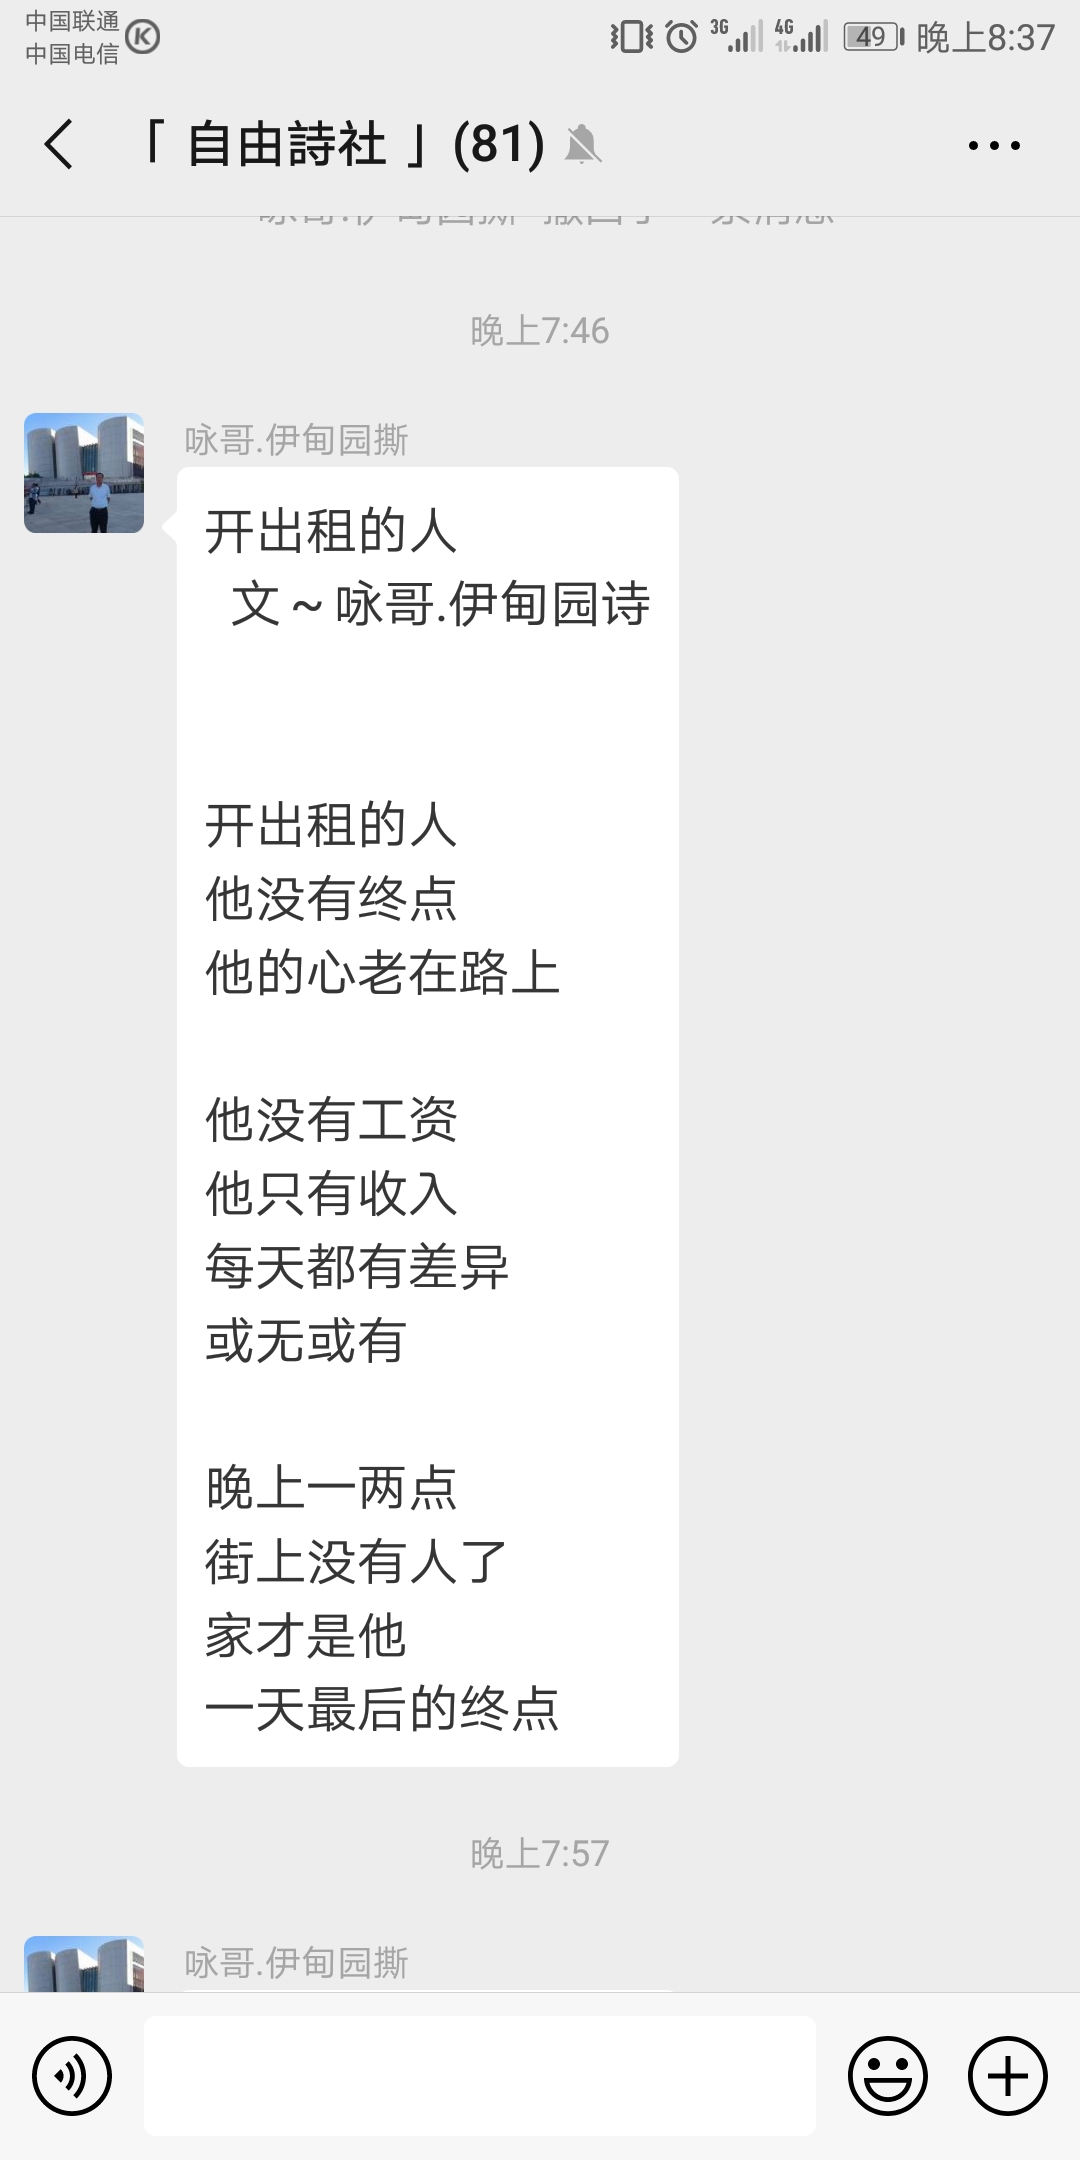 中国联通
中国电信
3G
4G
49
晚上8:37
「 自由詩社 」(81)
晚上7:46
咏哥.伊甸园撕
开出租的人
文~咏哥.伊甸园诗
开出租的人
他没有终点
他的心老在路上
他没有工资
他只有收入
每天都有差异
或无或有
晚上一两点
街上没有人了
家才是他
一天最后的终点
晚上7:57
咏哥.伊甸园撕